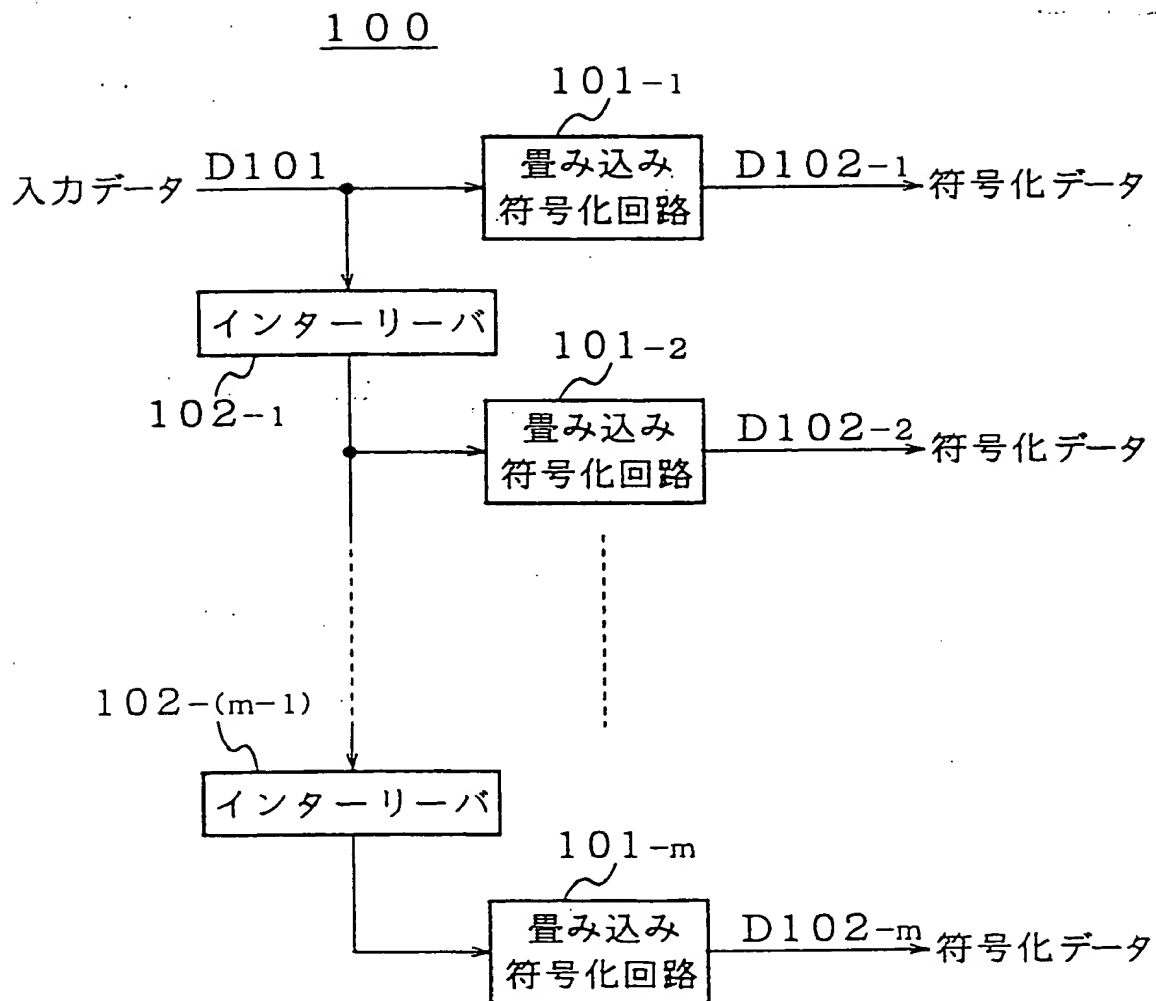 100
101-1
入力データ
D101
畳み込み
符号化回路
D102-1
符号化データ
インターリーバ
102-1
101-2
畳み込み
符号化回路
D102-2
符号化データ
102-(m-1)
インターリーバ
101-m
畳み込み
符号化回路
D102-m
符号化データ